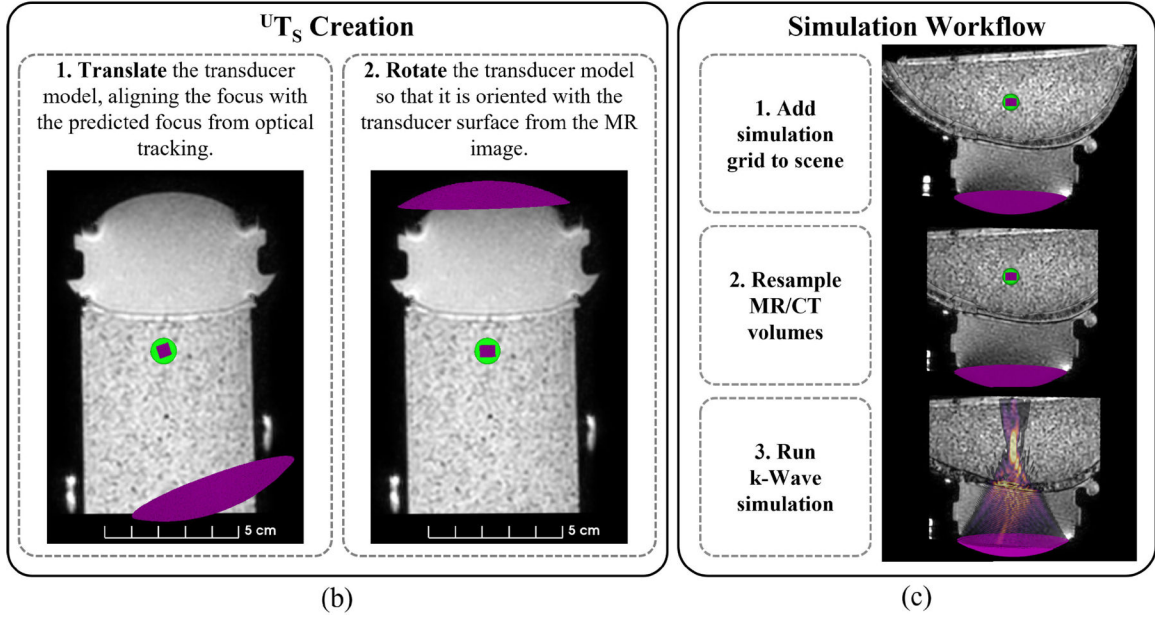 ᵁTₛ Creation
1. Translate the transducer
model, aligning the focus with
the predicted focus from optical
tracking.
5 cm
2. Rotate the transducer model
so that it is oriented with the
transducer surface from the MR
image.
5 cm
(b)
Simulation Workflow
1. Add
simulation
grid to scene
2. Resample
MR/CT
volumes
3. Run
k-Wave
simulation
(c)